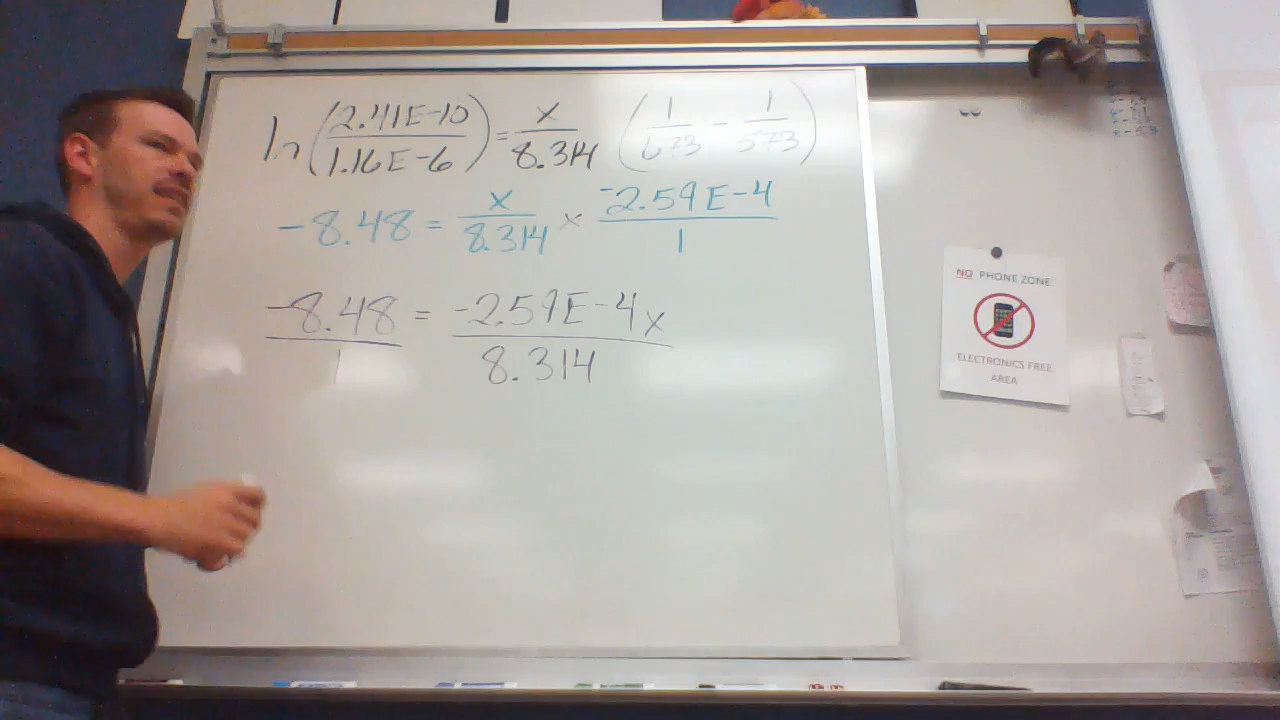 ln(2.41E-10/1.16E-6) = x/8.314 (1/673 - 1/573)
-8.48 = x/8.314 × -2.59E-4/1
-8.48/1 = -2.59E-4x/8.314
NO PHONE ZONE
ELECTRONICS FREE
AREA